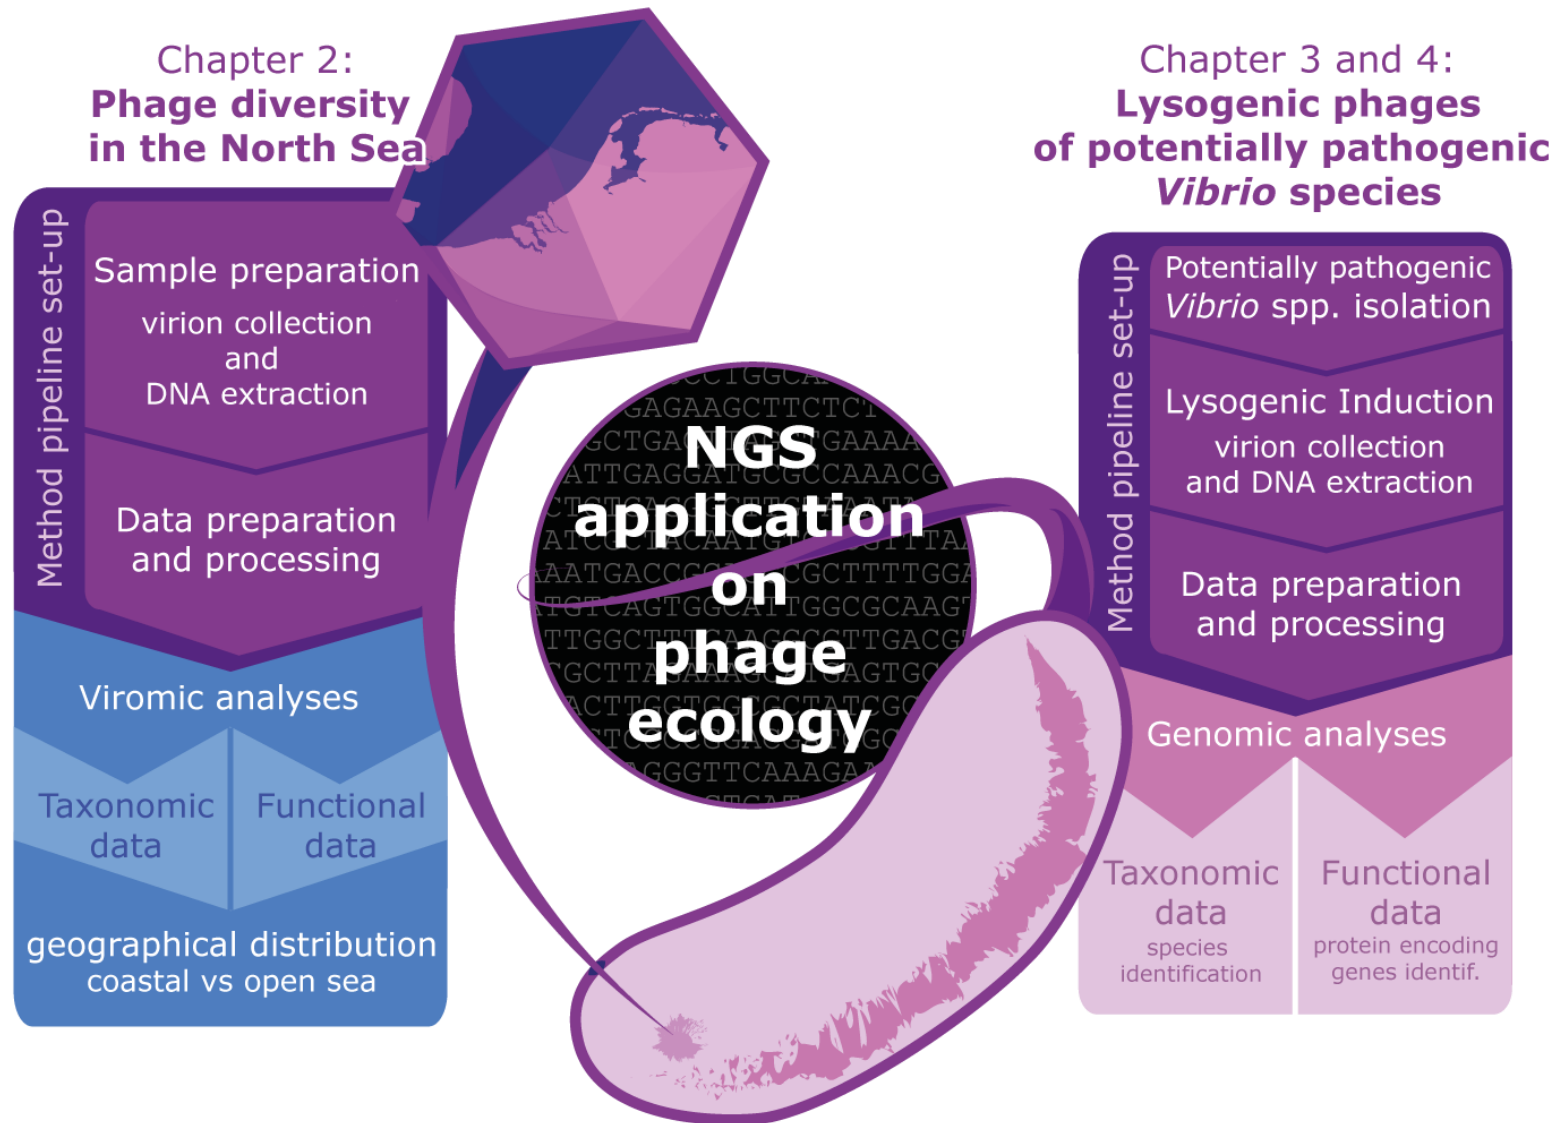 Chapter 2:
Phage diversity
in the North Sea
Method pipeline set-up
Sample preparation
virion collection
and
DNA extraction
Data preparation
and processing
Viromic analyses
Taxonomic
data
Functional
data
geographical distribution
coastal vs open sea
NGS
application
on
phage
ecology
Chapter 3 and 4:
Lysogenic phages
of potentially pathogenic
Vibrio species
Method pipeline set-up
Potentially pathogenic
Vibrio spp. isolation
Lysogenic Induction
virion collection
and DNA extraction
Data preparation
and processing
Genomic analyses
Taxonomic
data
species
identification
Functional
data
protein encoding
genes identif.